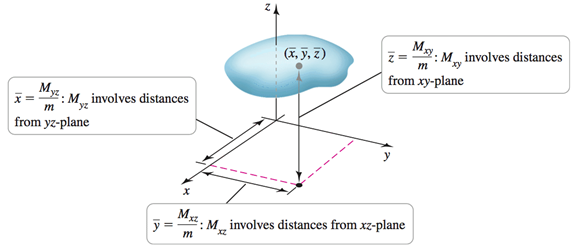 z
(x̄, ȳ, z̄)
z̄ = M_xy/m : M_xy involves distances
from xy-plane
x̄ = M_yz/m : M_yz involves distances
from yz-plane
y
x
ȳ = M_xz/m : M_xz involves distances from xz-plane